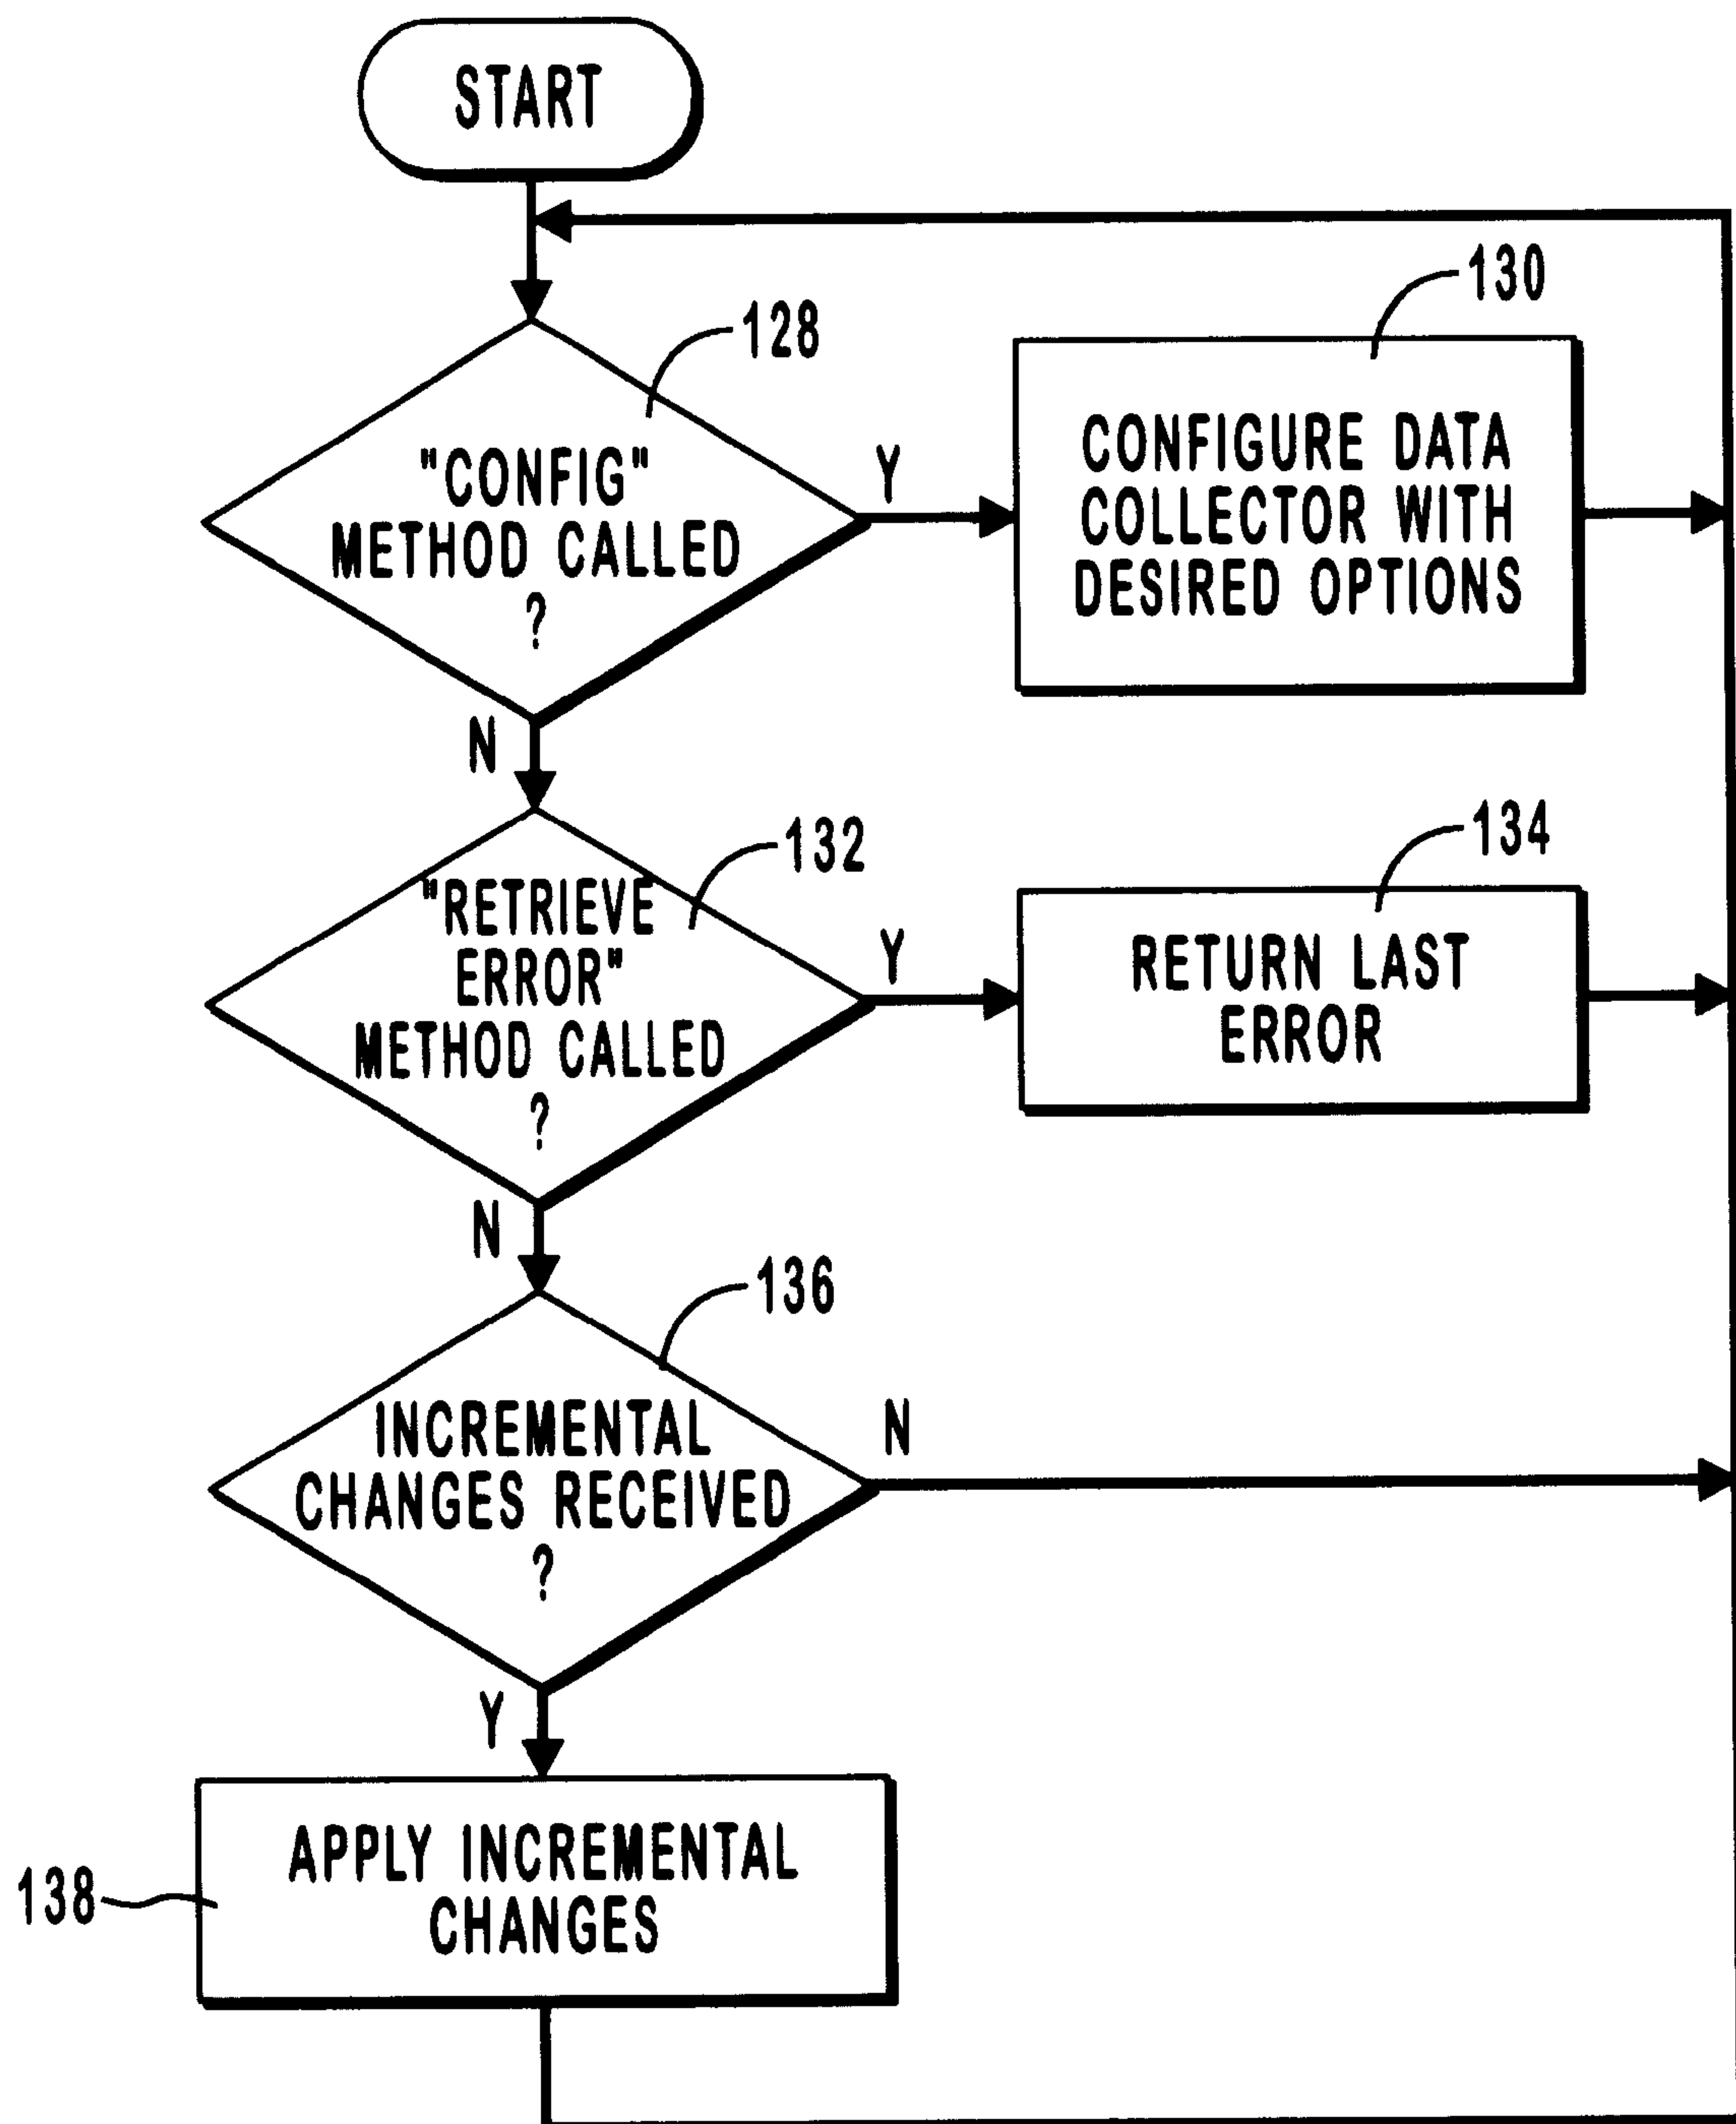 START
130
128
"CONFIG"
METHOD CALLED
?
Y
CONFIGURE DATA
COLLECTOR WITH
DESIRED OPTIONS
N
132
134
"RETRIEVE
ERROR"
METHOD CALLED
?
Y
RETURN LAST
ERROR
N
136
INCREMENTAL
CHANGES RECEIVED
?
N
Y
138
APPLY INCREMENTAL
CHANGES